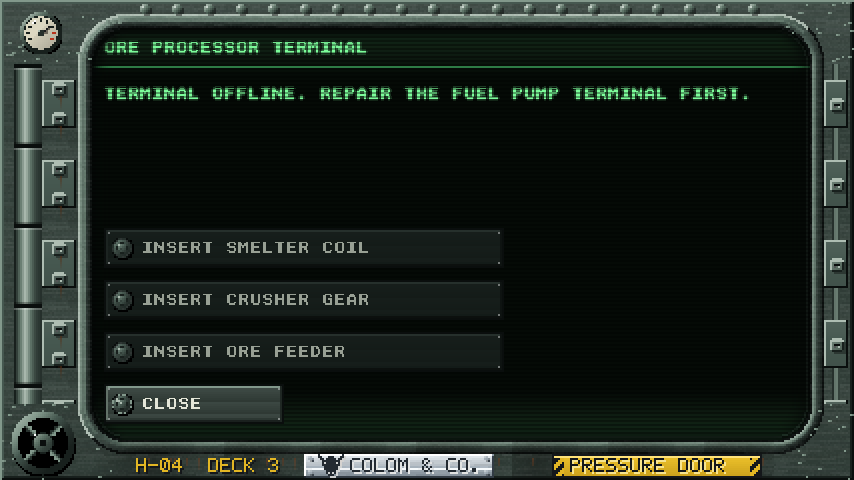 ORE PROCESSOR TERMINAL
TERMINAL OFFLINE. REPAIR THE FUEL PUMP TERMINAL FIRST.
INSERT SMELTER COIL
INSERT CRUSHER GEAR
INSERT ORE FEEDER
CLOSE
H-04 DECK 3 COLOM & CO. PRESSURE DOOR